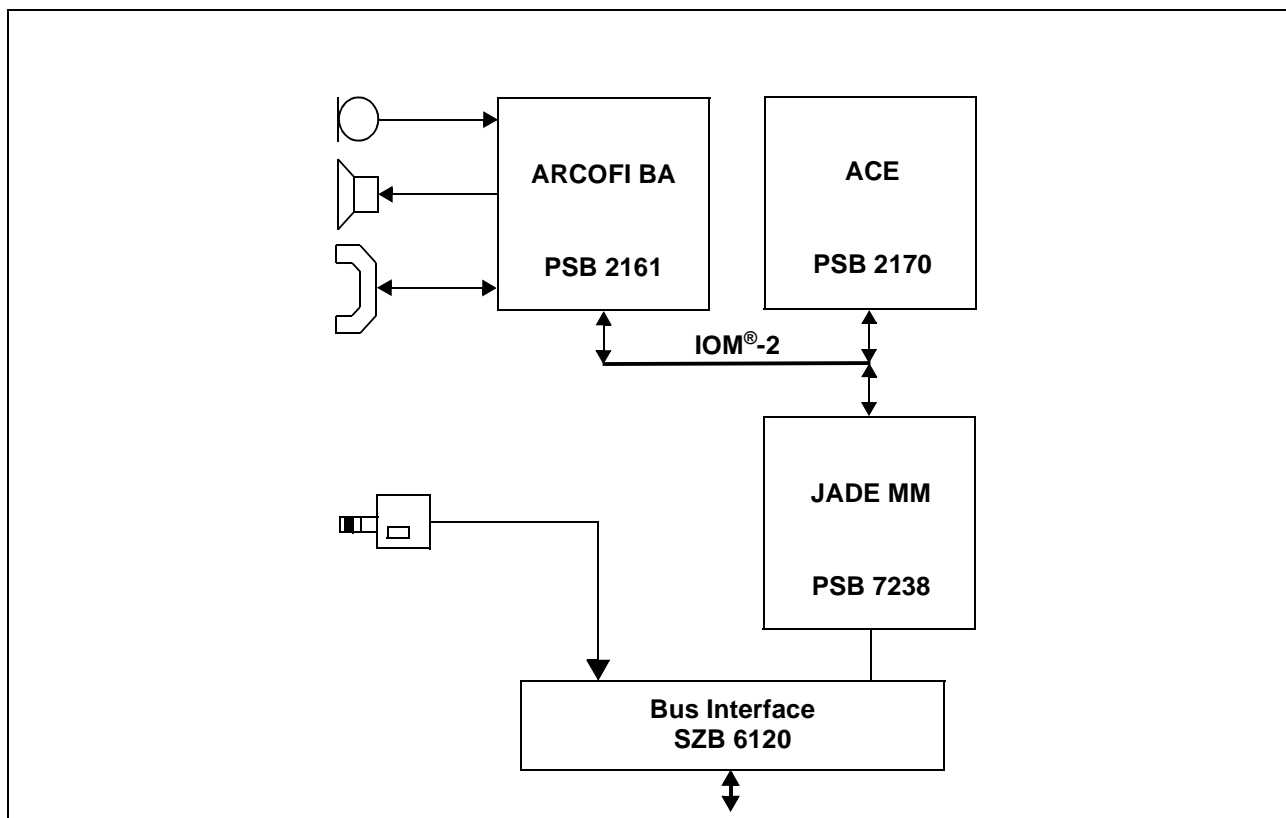 ARCOFI BA
PSB 2161
ACE
PSB 2170
IOM®-2
JADE MM
PSB 7238
Bus Interface
SZB 6120